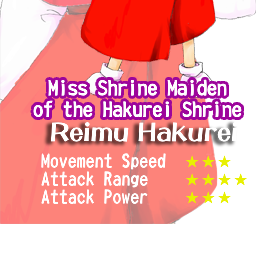 Miss Shrine Maiden
of the Hakurei Shrine
Reimu Hakurei
Movement Speed ★★★
Attack Range ★★★★
Attack Power ★★★